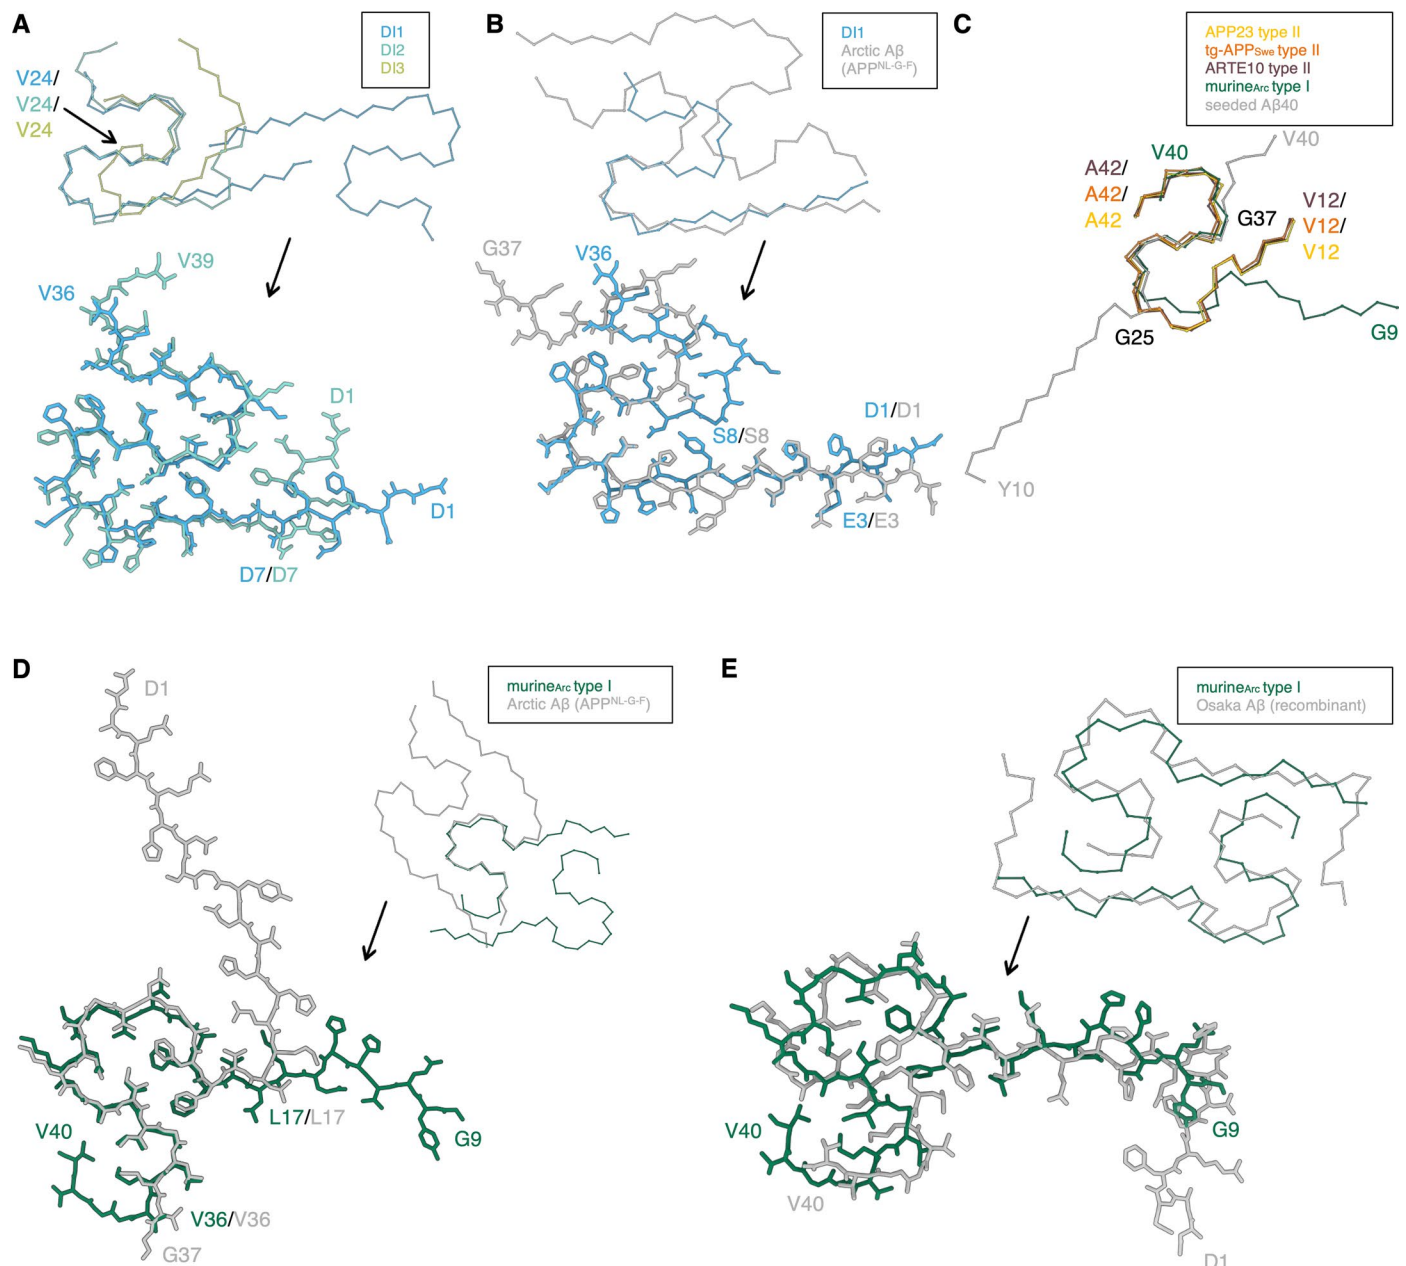 A
DI1
DI2
DI3
V24/
V24/
V24
V39
V36
D1
D1
D7/D7
B
DI1
Arctic Aβ
(APPNL-G-F)
G37
V36
D1/D1
S8/S8
E3/E3
C
APP23 type II
tg-APPSwe type II
ARTE10 type II
murineArc type I
seeded Aβ40
V40
V40
A42/
A42/
A42
G37
V12/
V12/
V12
G25
G9
Y10
D
murineArc type I
Arctic Aβ (APPNL-G-F)
D1
L17/L17
V40
G9
V36/V36
G37
E
murineArc type I
Osaka Aβ (recombinant)
V40
G9
V40
D1